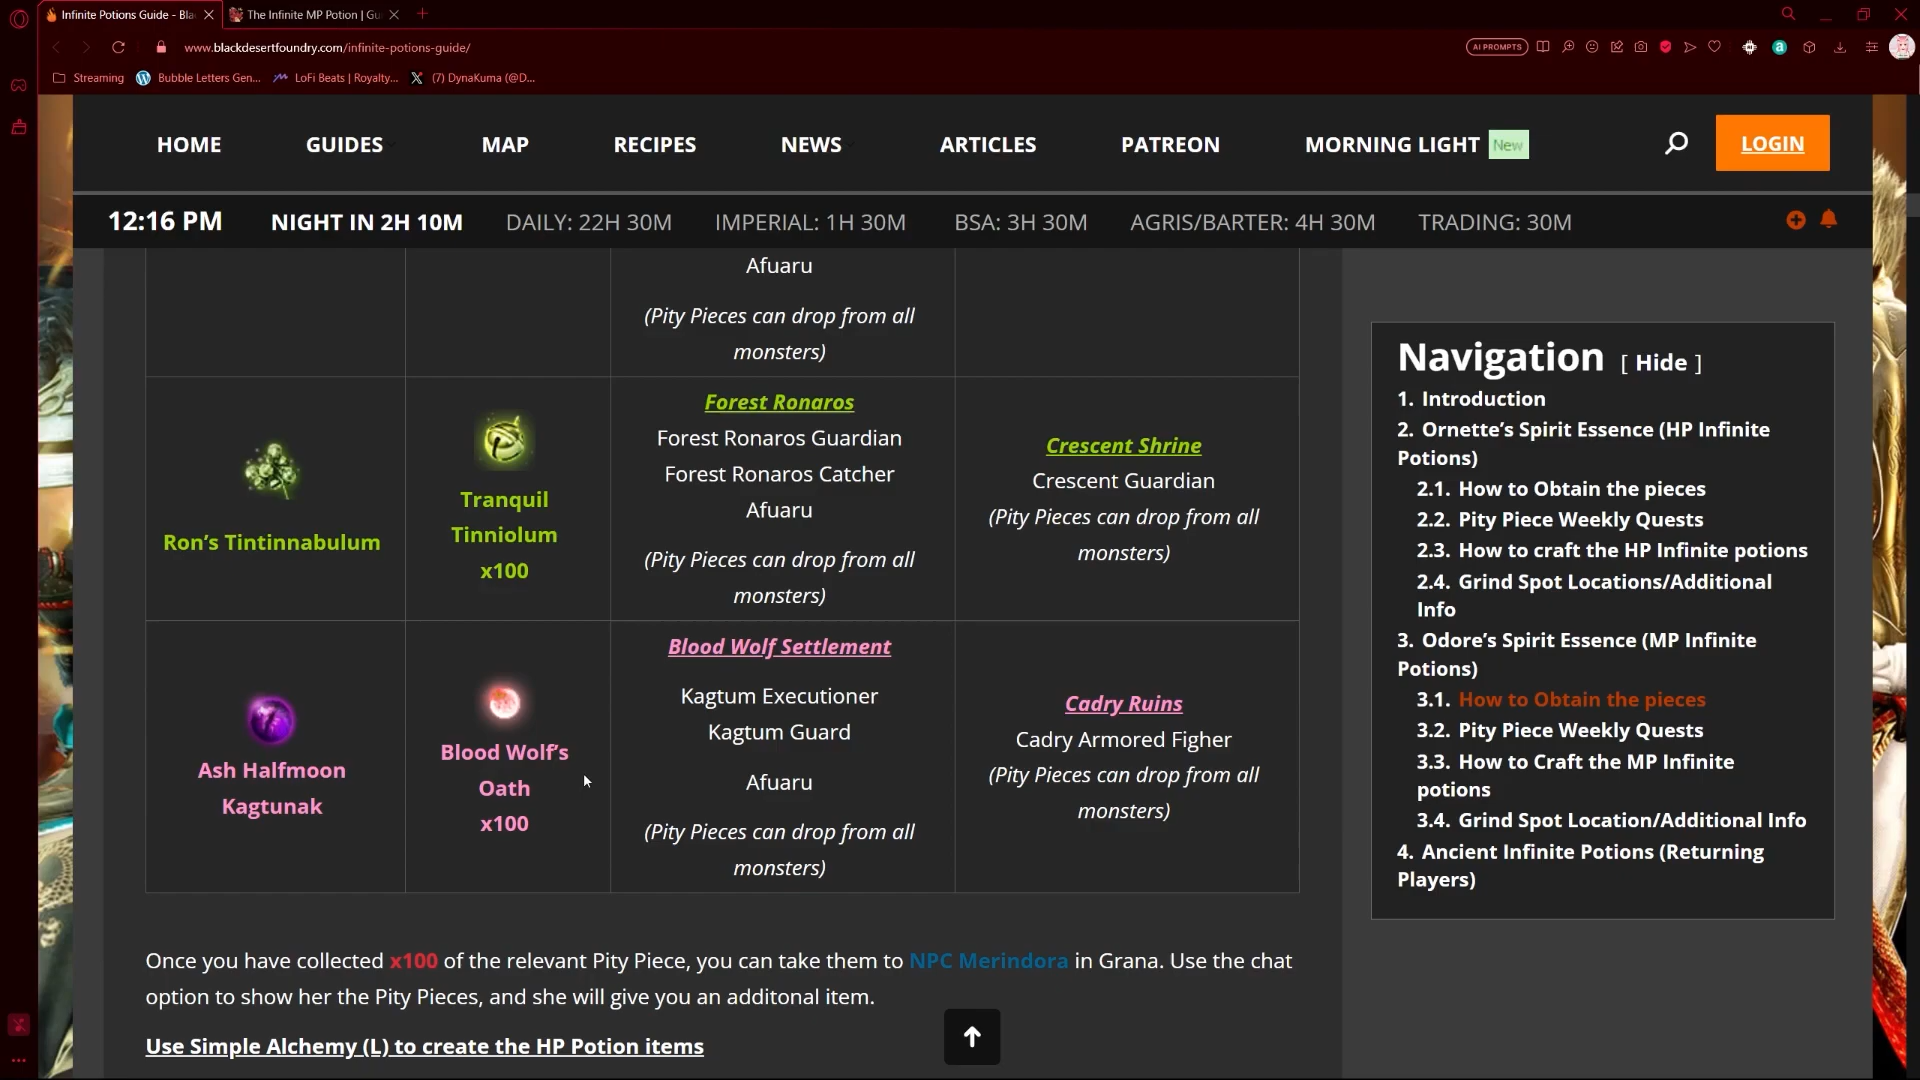 Infinite Potions Guide - Bla
The Infinite MP Potion | Gu
www.blackdesertfoundry.com/infinite-potions-guide/
AI PROMPTS
Streaming
Bubble Letters Gen...
LoFi Beats | Royalty...
(7) DynaKuma (@D...
HOME
GUIDES
MAP
RECIPES
NEWS
ARTICLES
PATREON
MORNING LIGHT New
LOGIN
12:16 PM
NIGHT IN 2H 10M
DAILY: 22H 30M
IMPERIAL: 1H 30M
BSA: 3H 30M
AGRIS/BARTER: 4H 30M
TRADING: 30M
Afuaru
(Pity Pieces can drop from all
monsters)
Ron's Tintinnabulum
Tranquil
Tinniolum
x100
Forest Ronaros
Forest Ronaros Guardian
Forest Ronaros Catcher
Afuaru
(Pity Pieces can drop from all
monsters)
Crescent Shrine
Crescent Guardian
(Pity Pieces can drop from all
monsters)
Ash Halfmoon
Kagtunak
Blood Wolf's
Oath
x100
Blood Wolf Settlement
Kagtum Executioner
Kagtum Guard
Afuaru
(Pity Pieces can drop from all
monsters)
Cadry Ruins
Cadry Armored Figher
(Pity Pieces can drop from all
monsters)
Once you have collected x100 of the relevant Pity Piece, you can take them to NPC Merindora in Grana. Use the chat
option to show her the Pity Pieces, and she will give you an additonal item.
Use Simple Alchemy (L) to create the HP Potion items
Navigation [ Hide ]
1. Introduction
2. Ornette's Spirit Essence (HP Infinite
Potions)
2.1. How to Obtain the pieces
2.2. Pity Piece Weekly Quests
2.3. How to craft the HP Infinite potions
2.4. Grind Spot Locations/Additional
Info
3. Odore's Spirit Essence (MP Infinite
Potions)
3.1. How to Obtain the pieces
3.2. Pity Piece Weekly Quests
3.3. How to Craft the MP Infinite
potions
3.4. Grind Spot Location/Additional Info
4. Ancient Infinite Potions (Returning
Players)